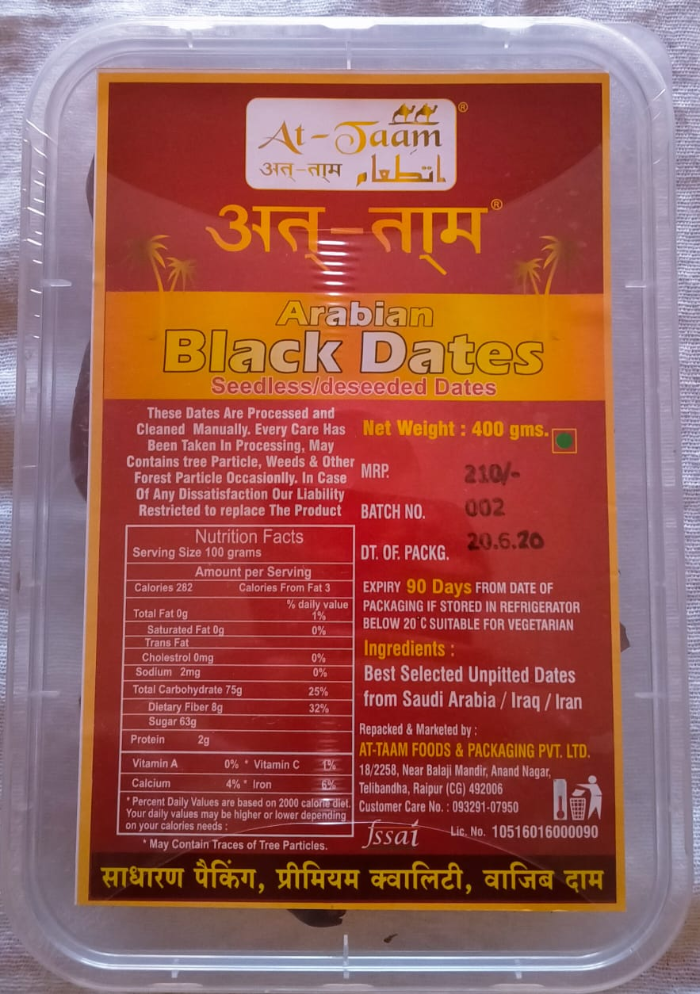 At-Taam ®
अत्-ताम اتطعام
अत्-ताम ®
Arabian
Black Dates
Seedless/deseeded Dates
These Dates Are Processed and
Cleaned Manually. Every Care Has
Been Taken In Processing, May
Contains tree Particle, Weeds & Other
Forest Particle Occasionlly. In Case
Of Any Dissatisfaction Our Liability
Restricted to replace The Product
Nutrition Facts
Serving Size 100 grams
Amount per Serving
Calories 282 Calories From Fat 3
% daily value
Total Fat 0g 1%
Saturated Fat 0g 0%
Trans Fat
Cholestrol 0mg 0%
Sodium 2mg 0%
Total Carbohydrate 75g 25%
Dietary Fiber 8g 32%
Sugar 63g
Protein 2g
Vitamin A 0% * Vitamin C 1%
Calcium 4% * Iron 6%
* Percent Daily Values are based on 2000 calorie diet.
Your daily values may be higher or lower depending
on your calories needs :
* May Contain Traces of Tree Particles.
Net Weight : 400 gms.
MRP. 210/-
BATCH NO. 002
DT. OF. PACKG. 20.6.20
EXPIRY 90 Days FROM DATE OF
PACKAGING IF STORED IN REFRIGERATOR
BELOW 20°C SUITABLE FOR VEGETARIAN
Ingredients :
Best Selected Unpitted Dates
from Saudi Arabia / Iraq / Iran
Repacked & Marketed by :
AT-TAAM FOODS & PACKAGING PVT. LTD.
18/2258, Near Balaji Mandir, Anand Nagar,
Telibandha, Raipur (CG) 492006
Customer Care No. : 093291-07950
fssai Lic. No. 10516016000090
साधारण पैकिंग, प्रीमियम क्वालिटी, वाजिब दाम